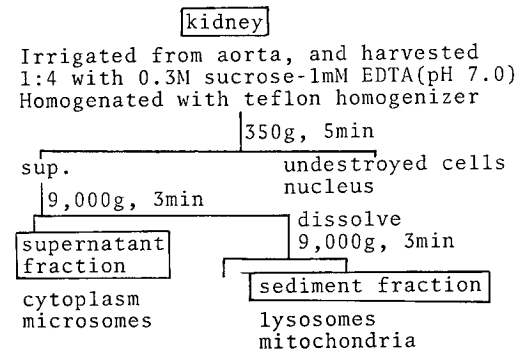 kidney
Irrigated from aorta, and harvested
1:4 with 0.3M sucrose-1mM EDTA(pH 7.0)
Homogenated with teflon homogenizer
350g, 5min
sup.
undestroyed cells
nucleus
9,000g, 3min
dissolve
9,000g, 3min
supernatant
fraction
sediment fraction
cytoplasm
microsomes
lysosomes
mitochondria